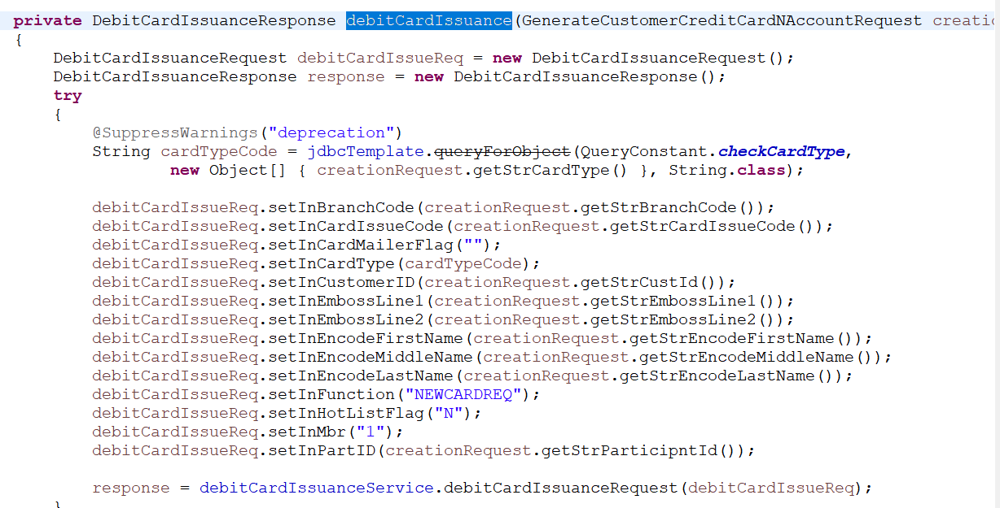 private DebitCardIssuanceResponse debitCardIssuance(GenerateCustomerCreditCardNAccountRequest
{
DebitCardIssuanceRequest debitCardIssueReq = new DebitCardIssuanceRequest();
DebitCardIssuanceResponse response = new DebitCardIssuanceResponse();
try
{
@SuppressWarnings("deprecation")
String cardTypeCode = jdbcTemplate.queryForObject(QueryConstant.checkCardType,
new Object[] { creationRequest.getStrCardType() }, String.class);
debitCardIssueReq.setInBranchCode(creationRequest.getStrBranchCode());
debitCardIssueReq.setInCardIssueCode(creationRequest.getStrCardIssueCode());
debitCardIssueReq.setInCardMailerFlag("");
debitCardIssueReq.setInCardType(cardTypeCode);
debitCardIssueReq.setInCustomerID(creationRequest.getStrCustId());
debitCardIssueReq.setInEmbossLine1(creationRequest.getStrEmbossLine1());
debitCardIssueReq.setInEmbossLine2(creationRequest.getStrEmbossLine2());
debitCardIssueReq.setInEncodeFirstName(creationRequest.getStrEncodeFirstName());
debitCardIssueReq.setInEncodeMiddleName(creationRequest.getStrEncodeMiddleName());
debitCardIssueReq.setInEncodeLastName(creationRequest.getStrEncodeLastName());
debitCardIssueReq.setInFunction("NEWCARDREQ");
debitCardIssueReq.setInHotListFlag("N");
debitCardIssueReq.setInMbr("1");
debitCardIssueReq.setInPartID(creationRequest.getStrParticipntId());
response = debitCardIssuanceService.debitCardIssuanceRequest(debitCardIssueReq);
}